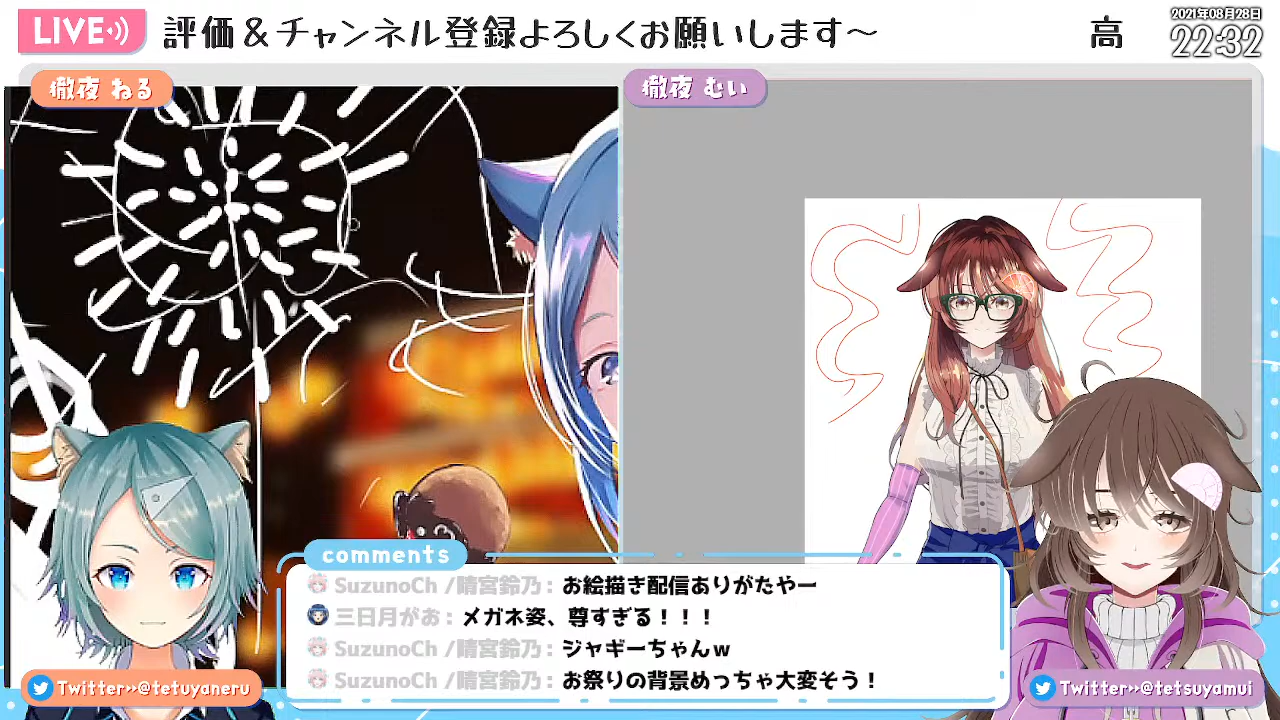 LIVE
評価&チャンネル登録よろしくお願いします〜
高
2021年08月28日
22:32
徹夜 ねる
徹夜 むい
comments
SuzunoCh /晴宮鈴乃 : お絵描き配信ありがたやー
三日月がお : メガネ姿、尊すぎる！！！
SuzunoCh /晴宮鈴乃 : ジャギーちゃんw
SuzunoCh /晴宮鈴乃 : お祭りの背景めっちゃ大変そう！
Twitter››@tetuyaneru
Twitter››@tetsuyamui